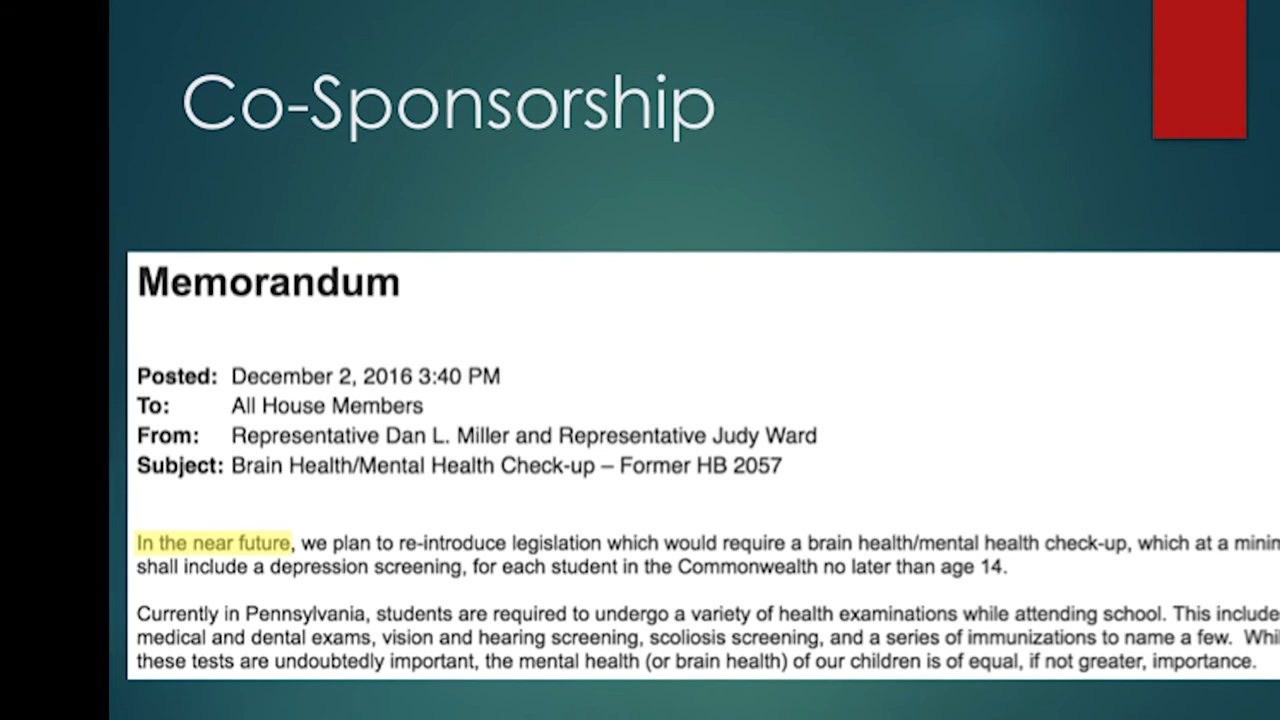 Co-Sponsorship
Memorandum
Posted: December 2, 2016 3:40 PM
To: All House Members
From: Representative Dan L. Miller and Representative Judy Ward
Subject: Brain Health/Mental Health Check-up – Former HB 2057
In the near future, we plan to re-introduce legislation which would require a brain health/mental health check-up, which at a
shall include a depression screening, for each student in the Commonwealth no later than age 14.
Currently in Pennsylvania, students are required to undergo a variety of health examinations while attending school. This include
medical and dental exams, vision and hearing screening, scoliosis screening, and a series of immunizations to name a few. Whi
these tests are undoubtedly important, the mental health (or brain health) of our children is of equal, if not greater, importance.